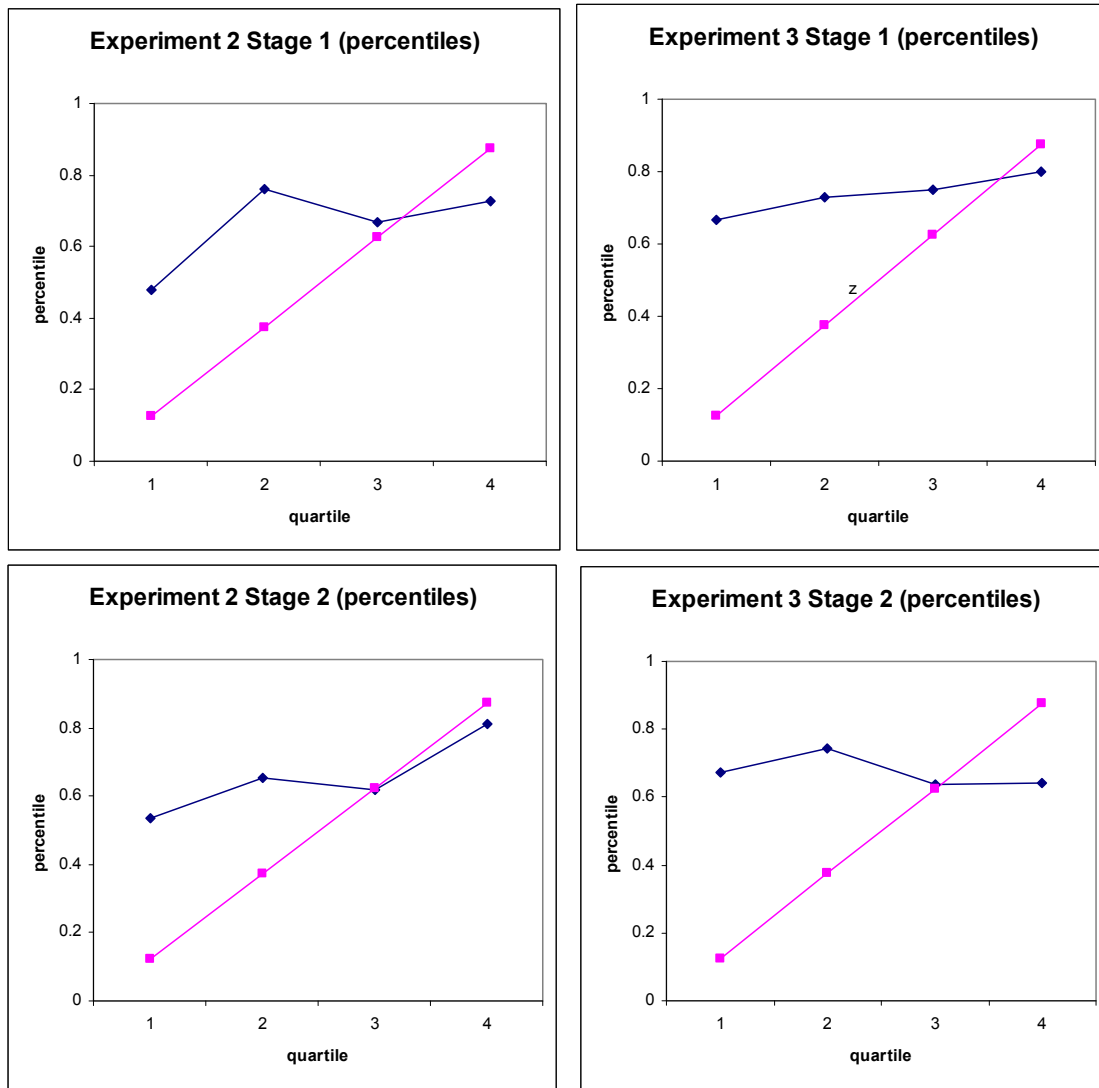 Experiment 2 Stage 1 (percentiles)
1
0.8
0.6
0.4
0.2
0
percentile
1 2 3 4
quartile
Experiment 3 Stage 1 (percentiles)
1
0.8
0.6
0.4
0.2
0
percentile
z
1 2 3 4
quartile
Experiment 2 Stage 2 (percentiles)
1
0.8
0.6
0.4
0.2
0
percentile
1 2 3 4
quartile
Experiment 3 Stage 2 (percentiles)
1
0.8
0.6
0.4
0.2
0
percentile
1 2 3 4
quartile